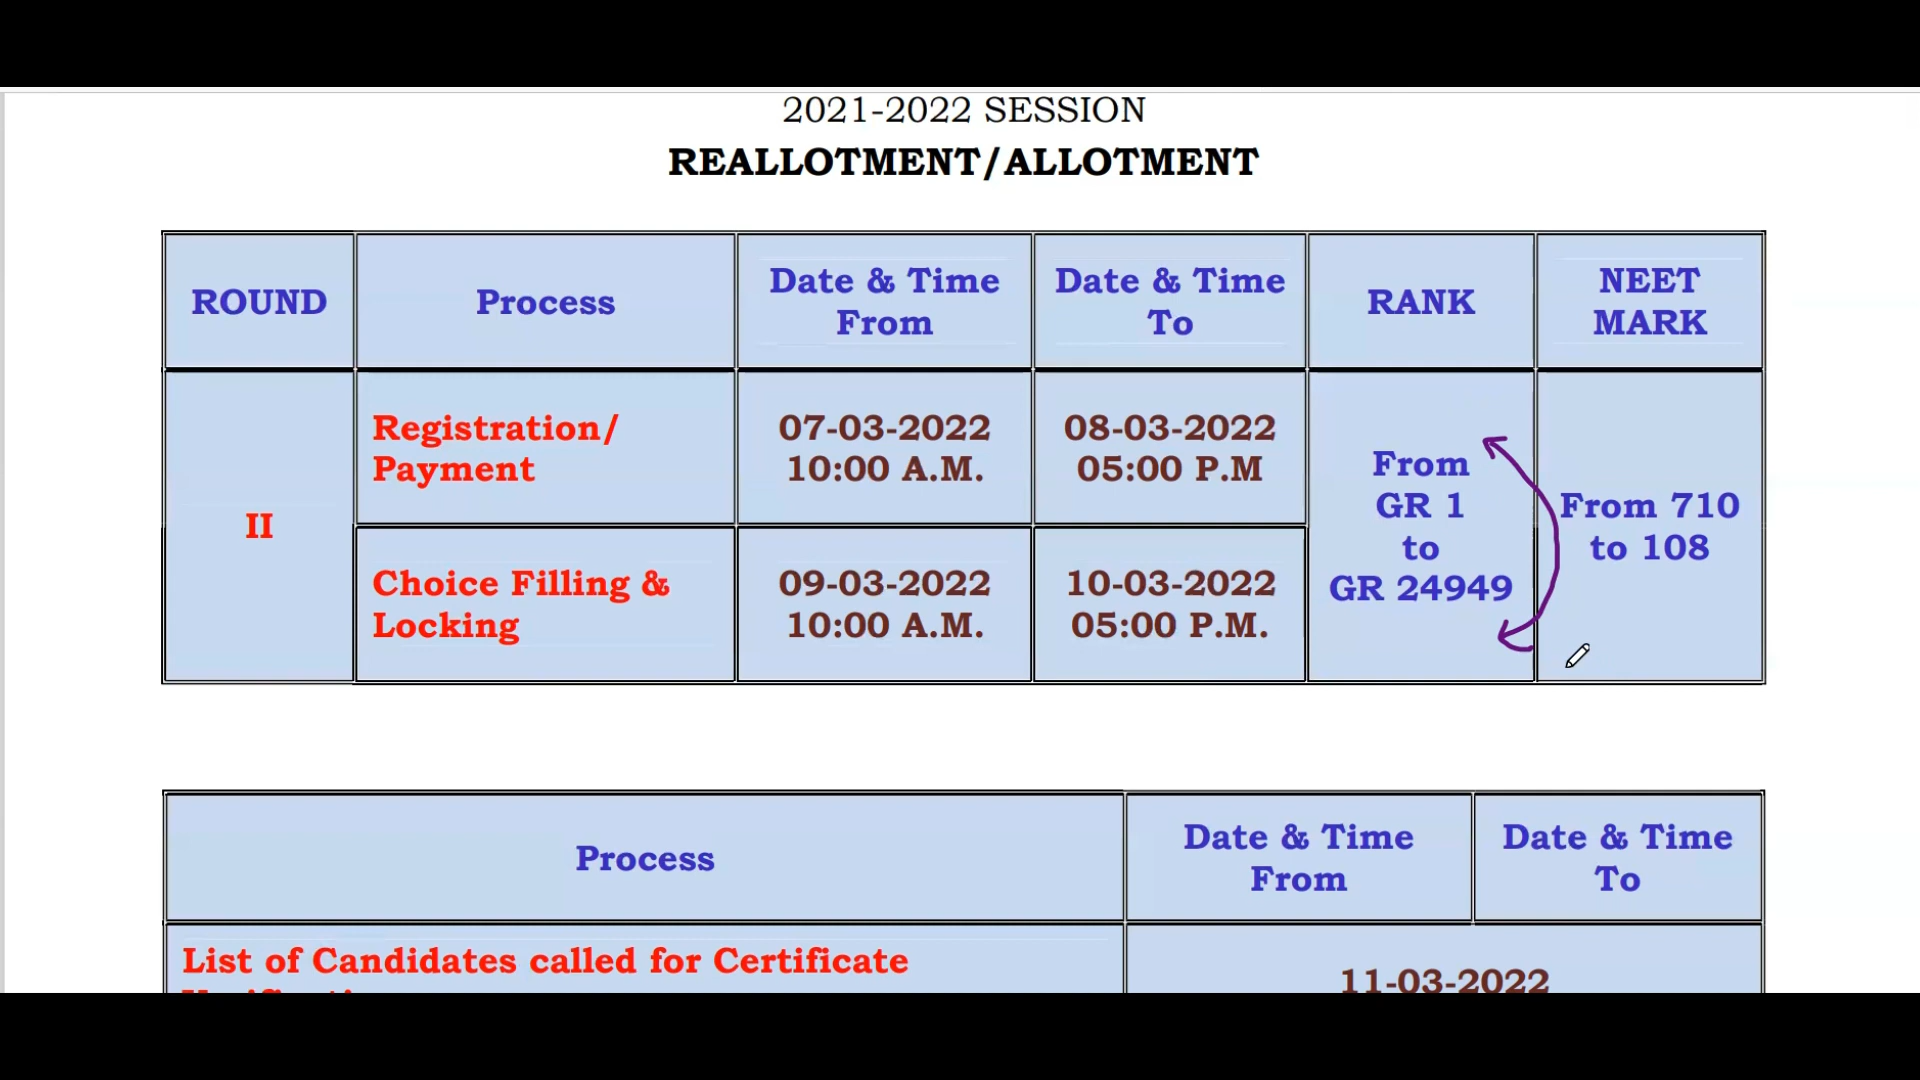 2021-2022 SESSION
REALLOTMENT/ALLOTMENT
ROUND
Process
Date & Time
From
Date & Time
To
RANK
NEET
MARK
II
Registration/
Payment
07-03-2022
10:00 A.M.
08-03-2022
05:00 P.M
From
GR 1
to
GR 24949
From 710
to 108
Choice Filling &
Locking
09-03-2022
10:00 A.M.
10-03-2022
05:00 P.M.
Process
Date & Time
From
Date & Time
To
List of Candidates called for Certificate
11-03-2022